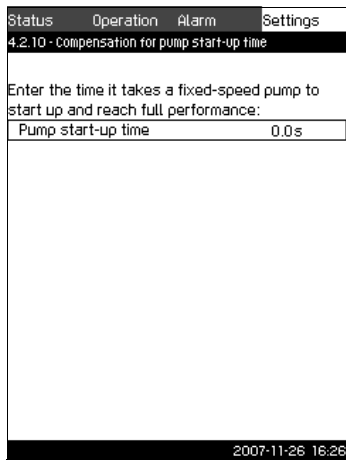 Status Operation Alarm Settings
4.2.10 - Compensation for pump start-up time
Enter the time it takes a fixed-speed pump to
start up and reach full performance:
Pump start-up time 0.0s
2007-11-26 16:26